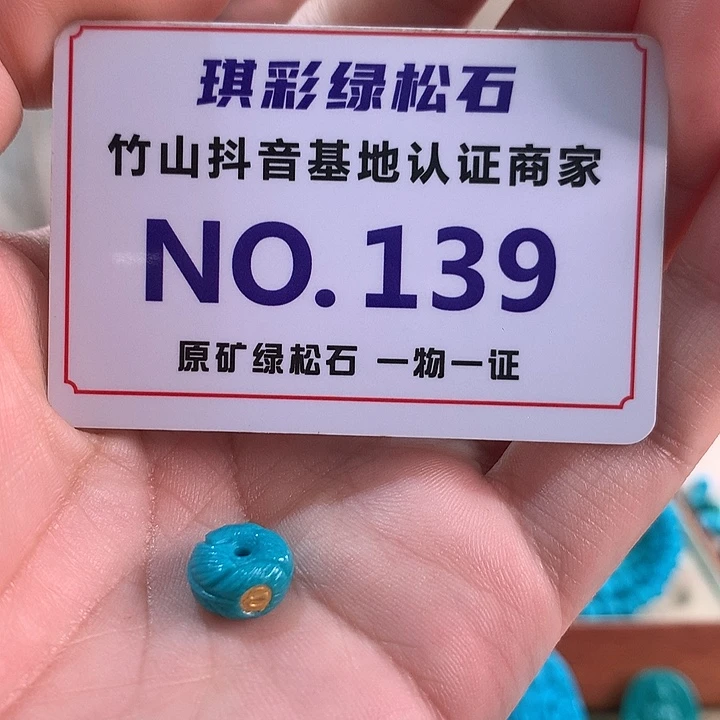 琪彩绿松石
竹山抖音基地认证商家
NO.139
原矿绿松石 一物一证